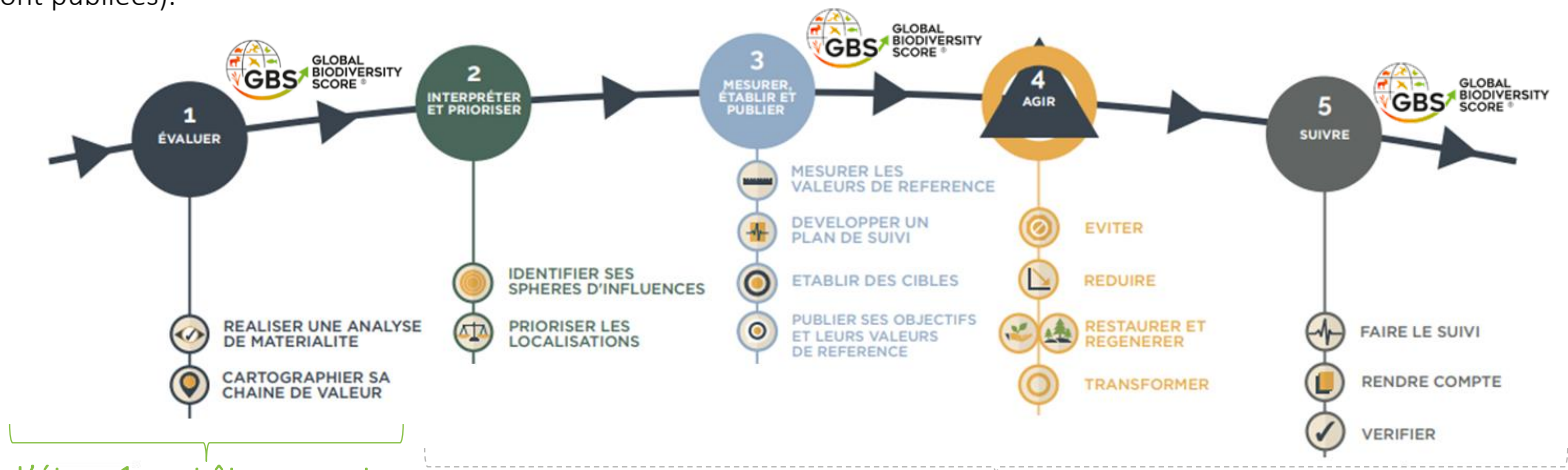 ont publiées).
GBS GLOBAL
BIODIVERSITY
SCORE ®
1
ÉVALUER
REALISER UNE ANALYSE
DE MATERIALITE
CARTOGRAPHIER SA
CHAINE DE VALEUR
2
INTERPRÉTER
ET PRIORISER
IDENTIFIER SES
SPHERES D'INFLUENCES
PRIORISER LES
LOCALISATIONS
GBS GLOBAL
BIODIVERSITY
SCORE ®
3
MESURER,
ÉTABLIR ET
PUBLIER
MESURER LES
VALEURS DE REFERENCE
DEVELOPPER UN
PLAN DE SUIVI
ETABLIR DES CIBLES
PUBLIER SES OBJECTIFS
ET LEURS VALEURS
DE REFERENCE
4
AGIR
EVITER
REDUIRE
RESTAURER ET
REGENERER
TRANSFORMER
GBS GLOBAL
BIODIVERSITY
SCORE ®
5
SUIVRE
FAIRE LE SUIVI
RENDRE COMPTE
VERIFIER